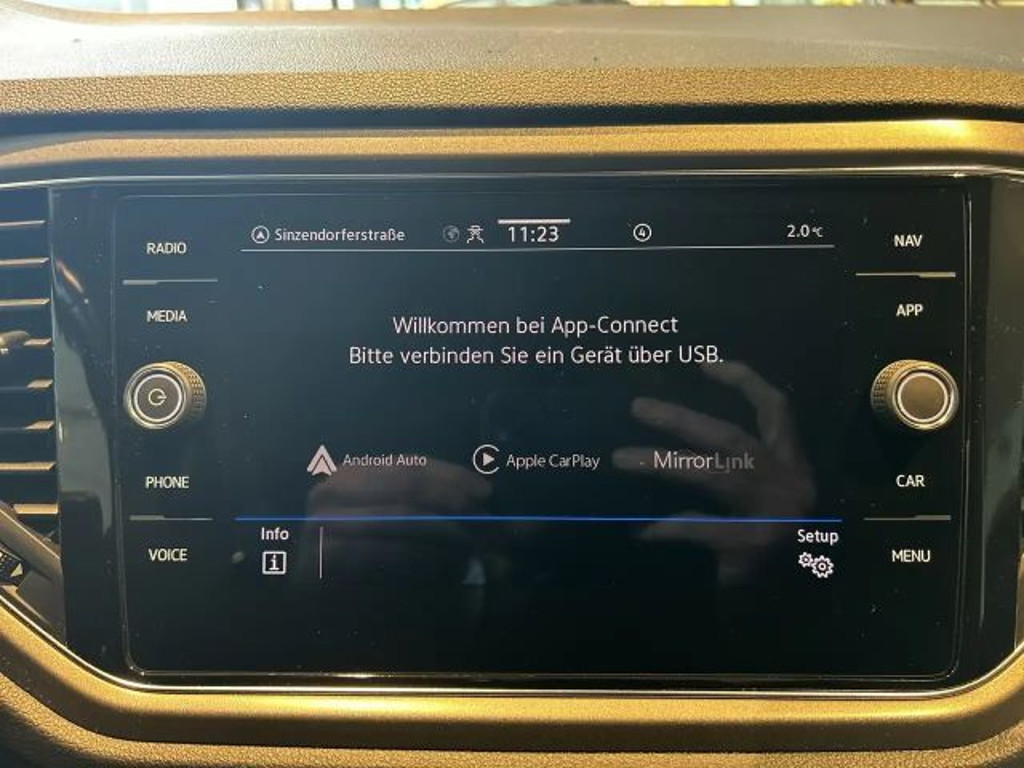 RADIO
MEDIA
PHONE
VOICE
Sinzendorferstraße 11:23 4 2.0°C
Willkommen bei App-Connect
Bitte verbinden Sie ein Gerät über USB.
Android Auto Apple CarPlay MirrorLink
Info Setup
i
NAV
APP
CAR
MENU